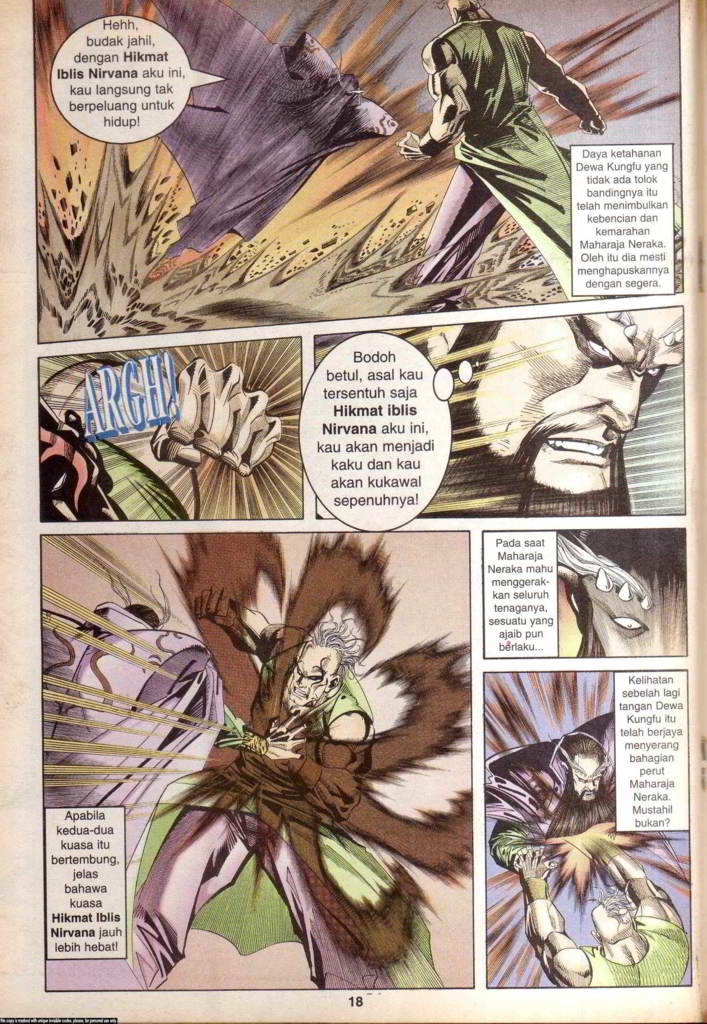 Hehh,
budak jahil,
dengan Hikmat
Iblis Nirvana aku ini,
kau langsung tak
berpeluang untuk
hidup!
Daya ketahanan
Dewa Kungfu yang
tidak ada tolok
bandingnya itu
telah menimbulkan
kebencian dan
kemarahan
Maharaja Neraka.
Oleh itu dia mesti
menghapuskannya
dengan segera.
ARGH!
Bodoh
betul, asal kau
tersentuh saja
Hikmat iblis
Nirvana aku ini,
kau akan menjadi
kaku dan kau
akan kukawal
sepenuhnya!
Apabila
kedua-dua
kuasa itu
bertembung,
jelas
bahawa
kuasa
Hikmat Iblis
Nirvana jauh
lebih hebat!
Pada saat
Maharaja
Neraka mahu
menggerak-
kan seluruh
tenaganya,
sesuatu yang
ajaib pun
berlaku...
Kelihatan
sebelah lagi
tangan Dewa
Kungfu itu
telah berjaya
menyerang
bahagian
perut
Maharaja
Neraka.
Mustahil
bukan?
18
this copy is marked with unique invisible codes, please, for personal use only.